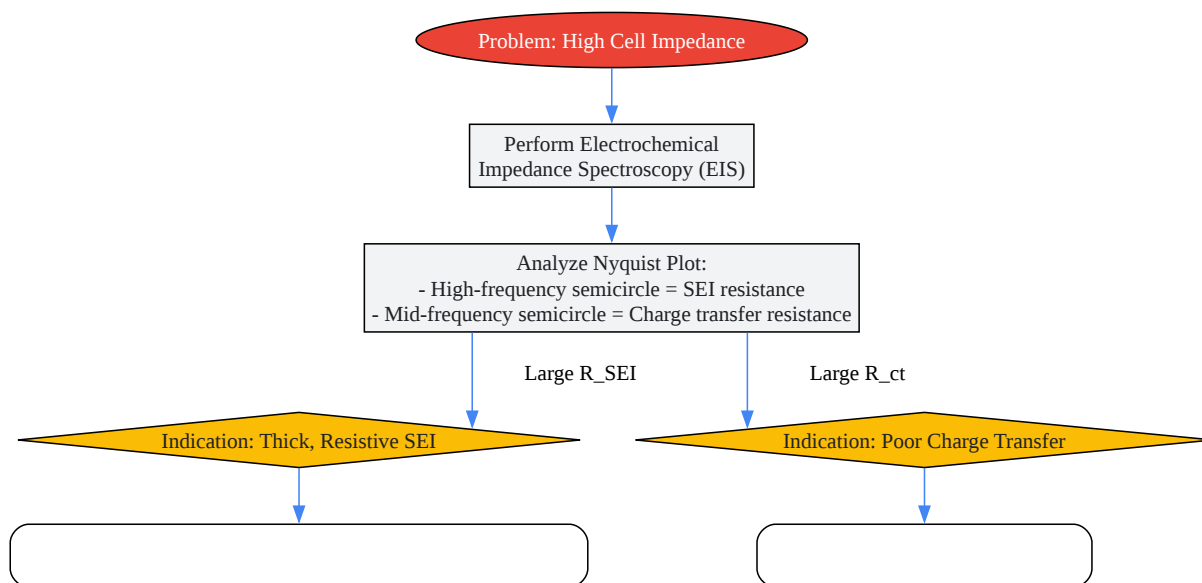 Problem: High Cell Impedance
Perform Electrochemical
Impedance Spectroscopy (EIS)
Analyze Nyquist Plot:
- High-frequency semicircle = SEI resistance
- Mid-frequency semicircle = Charge transfer resistance
Large R_SEI
Large R_ct
Indication: Thick, Resistive SEI
Indication: Poor Charge Transfer